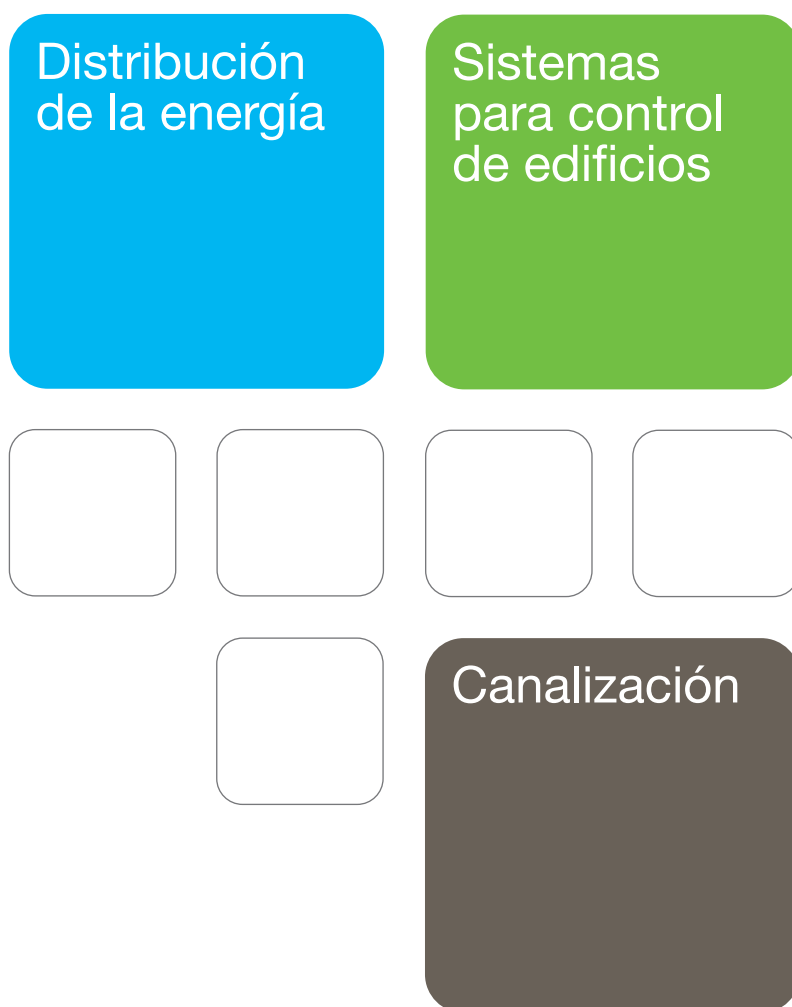 Distribución
de la energía
Sistemas
para control
de edificios
Canalización